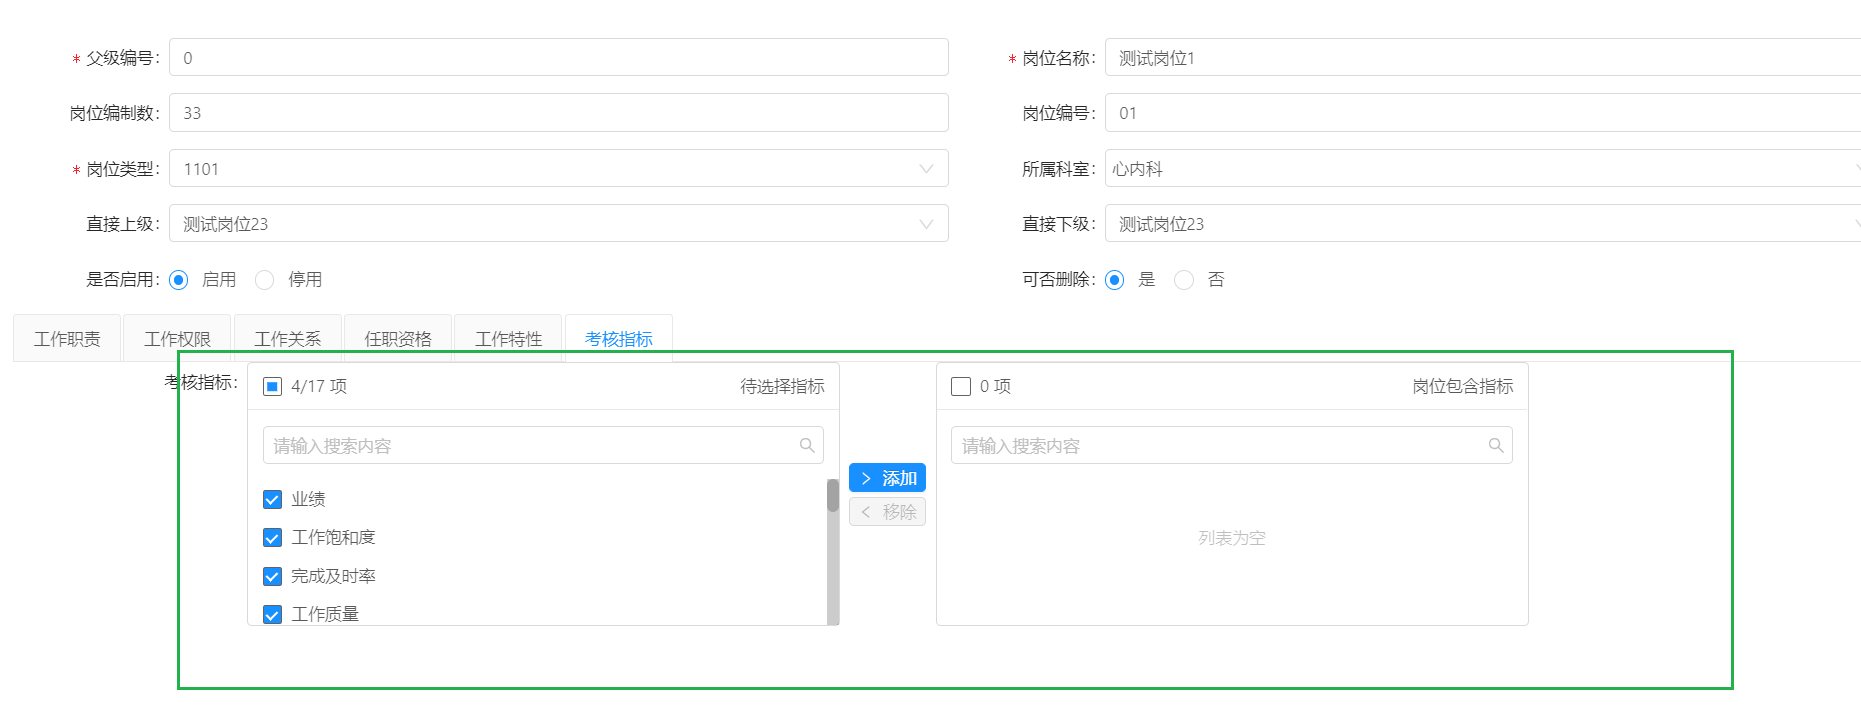 * 父级编号: 0
* 岗位名称: 测试岗位1
岗位编制数: 33
岗位编号: 01
* 岗位类型: 1101
所属科室: 心内科
直接上级: 测试岗位23
直接下级: 测试岗位23
是否启用: 启用 停用
可否删除: 是 否
工作职责 工作权限 工作关系 任职资格 工作特性 考核指标
考核指标: 4/17 项 待选择指标
请输入搜索内容
业绩
工作饱和度
完成及时率
工作质量
> 添加
< 移除
0 项 岗位包含指标
请输入搜索内容
列表为空